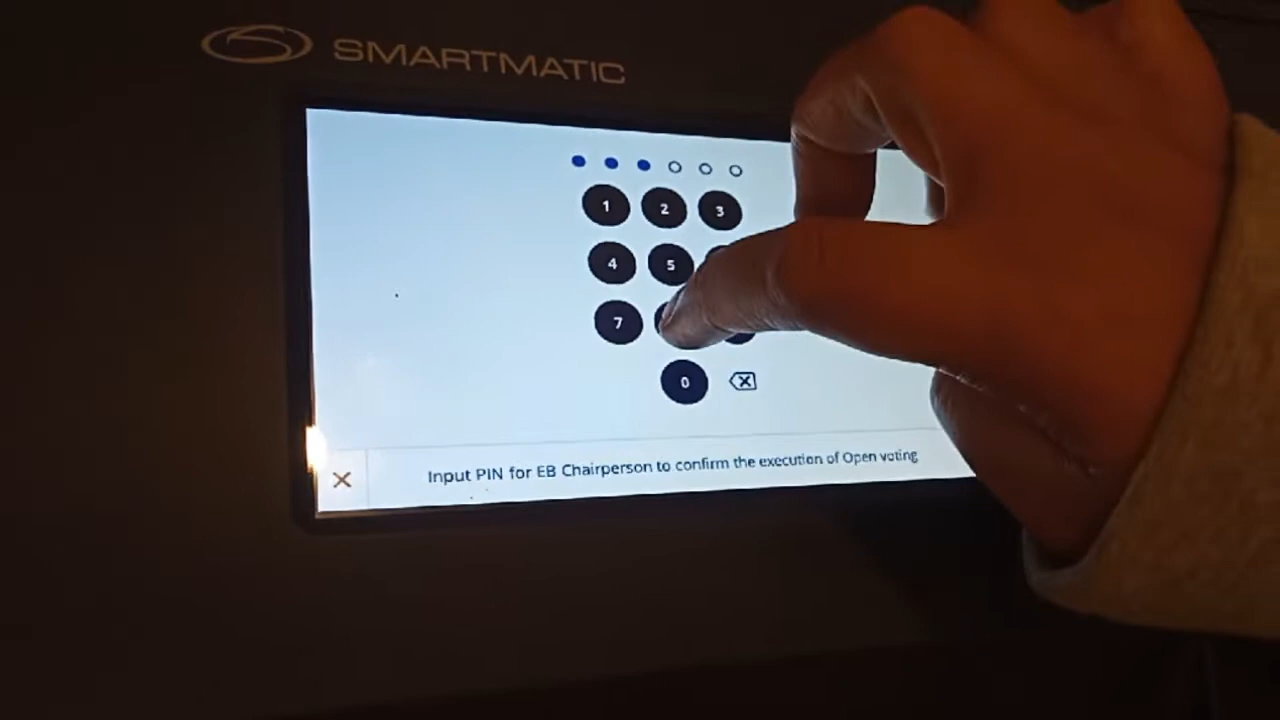 SMARTMATIC
1 2 3
4 5
7
0
Input PIN for EB Chairperson to confirm the execution of Open voting